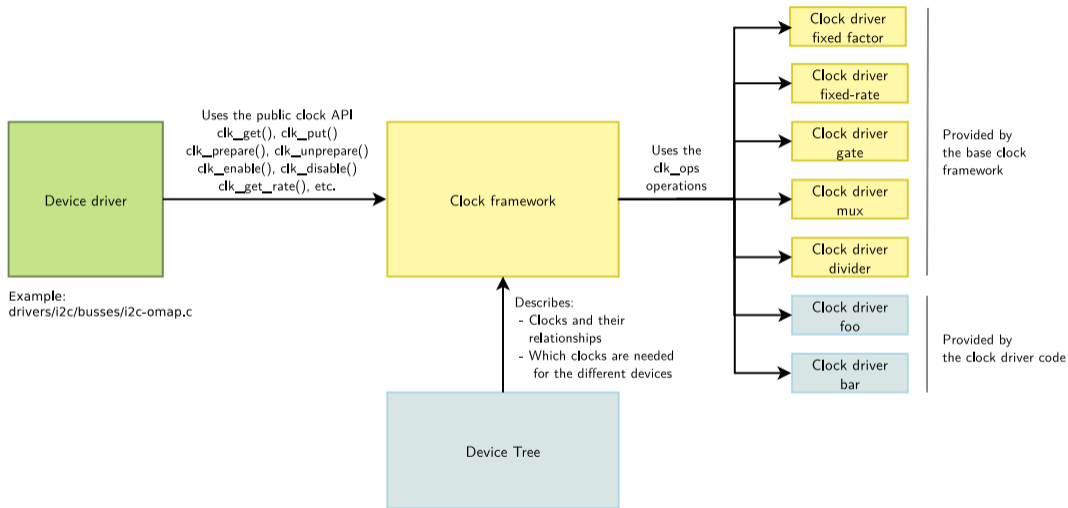 Device driver
Example:
drivers/i2c/busses/i2c-omap.c
Uses the public clock API
clk_get(), clk_put()
clk_prepare(), clk_unprepare()
clk_enable(), clk_disable()
clk_get_rate(), etc.
Clock framework
Describes:
- Clocks and their
relationships
- Which clocks are needed
for the different devices
Device Tree
Uses the
clk_ops
operations
Clock driver
fixed factor
Clock driver
fixed-rate
Clock driver
gate
Clock driver
mux
Clock driver
divider
Clock driver
foo
Clock driver
bar
Provided by
the base clock
framework
Provided by
the clock driver code